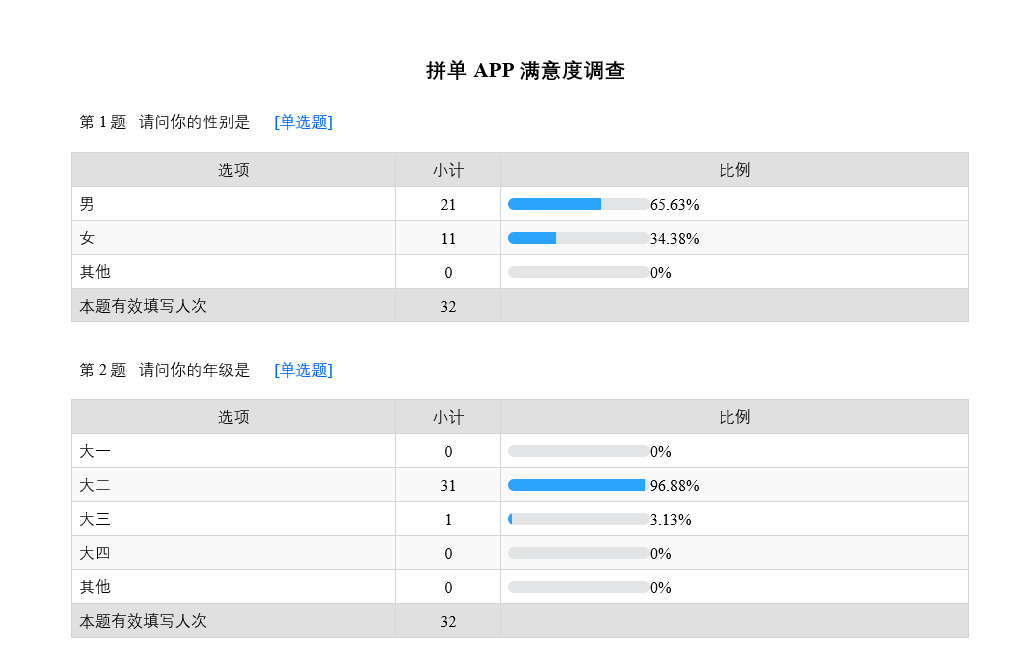 拼单 APP 满意度调查
第 1 题 请问你的性别是 [单选题]
选项 小计 比例
男 21 65.63%
女 11 34.38%
其他 0 0%
本题有效填写人次 32
第 2 题 请问你的年级是 [单选题]
选项 小计 比例
大一 0 0%
大二 31 96.88%
大三 1 3.13%
大四 0 0%
其他 0 0%
本题有效填写人次 32